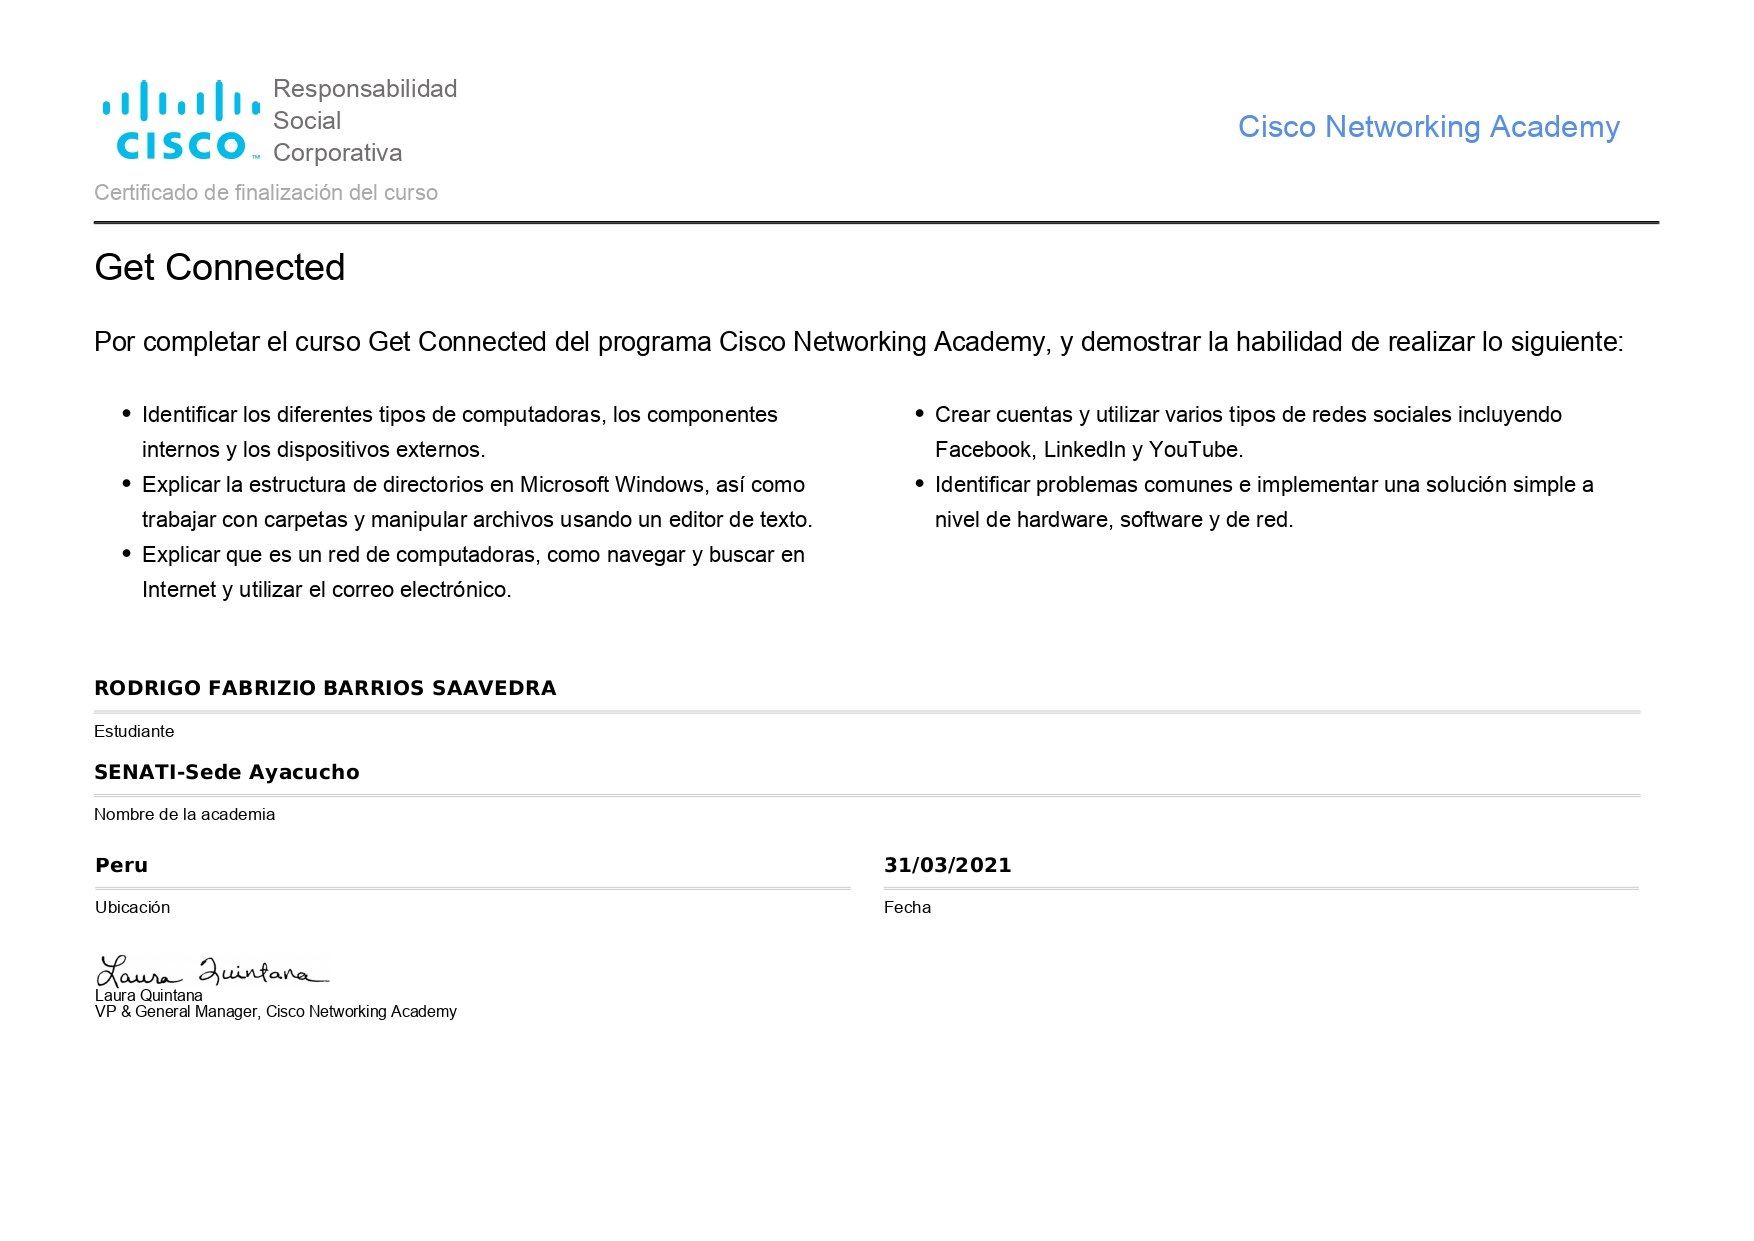 Responsabilidad
Social
Corporativa
CISCO™
Cisco Networking Academy
Certificado de finalización del curso
Get Connected
Por completar el curso Get Connected del programa Cisco Networking Academy, y demostrar la habilidad de realizar lo siguiente:
• Identificar los diferentes tipos de computadoras, los componentes
internos y los dispositivos externos.
• Explicar la estructura de directorios en Microsoft Windows, así como
trabajar con carpetas y manipular archivos usando un editor de texto.
• Explicar que es un red de computadoras, como navegar y buscar en
Internet y utilizar el correo electrónico.
• Crear cuentas y utilizar varios tipos de redes sociales incluyendo
Facebook, LinkedIn y YouTube.
• Identificar problemas comunes e implementar una solución simple a
nivel de hardware, software y de red.
RODRIGO FABRIZIO BARRIOS SAAVEDRA
Estudiante
SENATI-Sede Ayacucho
Nombre de la academia
Peru
Ubicación
31/03/2021
Fecha
Laura Quintana
Laura Quintana
VP & General Manager, Cisco Networking Academy